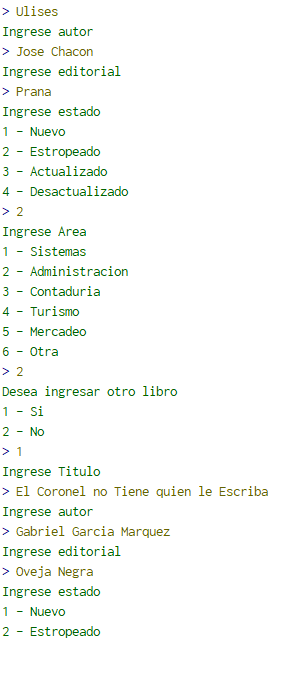 > Ulises
Ingrese autor
> Jose Chacon
Ingrese editorial
> Prana
Ingrese estado
1 - Nuevo
2 - Estropeado
3 - Actualizado
4 - Desactualizado
> 2
Ingrese Area
1 - Sistemas
2 - Administracion
3 - Contaduria
4 - Turismo
5 - Mercadeo
6 - Otra
> 2
Desea ingresar otro libro
1 - Si
2 - No
> 1
Ingrese Titulo
> El Coronel no Tiene quien le Escriba
Ingrese autor
> Gabriel Garcia Marquez
Ingrese editorial
> Oveja Negra
Ingrese estado
1 - Nuevo
2 - Estropeado